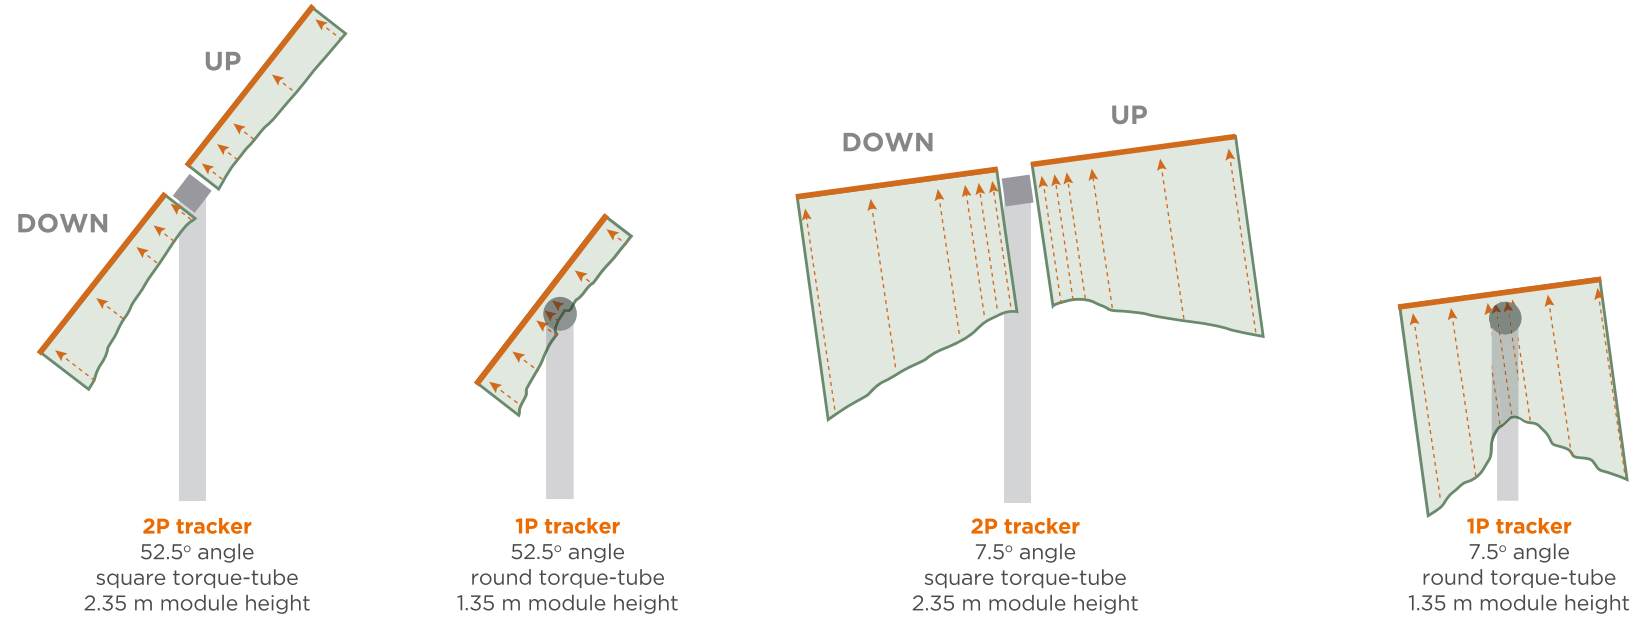 UP
DOWN
DOWN
UP
2P tracker
52.5° angle
square torque-tube
2.35 m module height
1P tracker
52.5° angle
round torque-tube
1.35 m module height
2P tracker
7.5° angle
square torque-tube
2.35 m module height
1P tracker
7.5° angle
round torque-tube
1.35 m module height